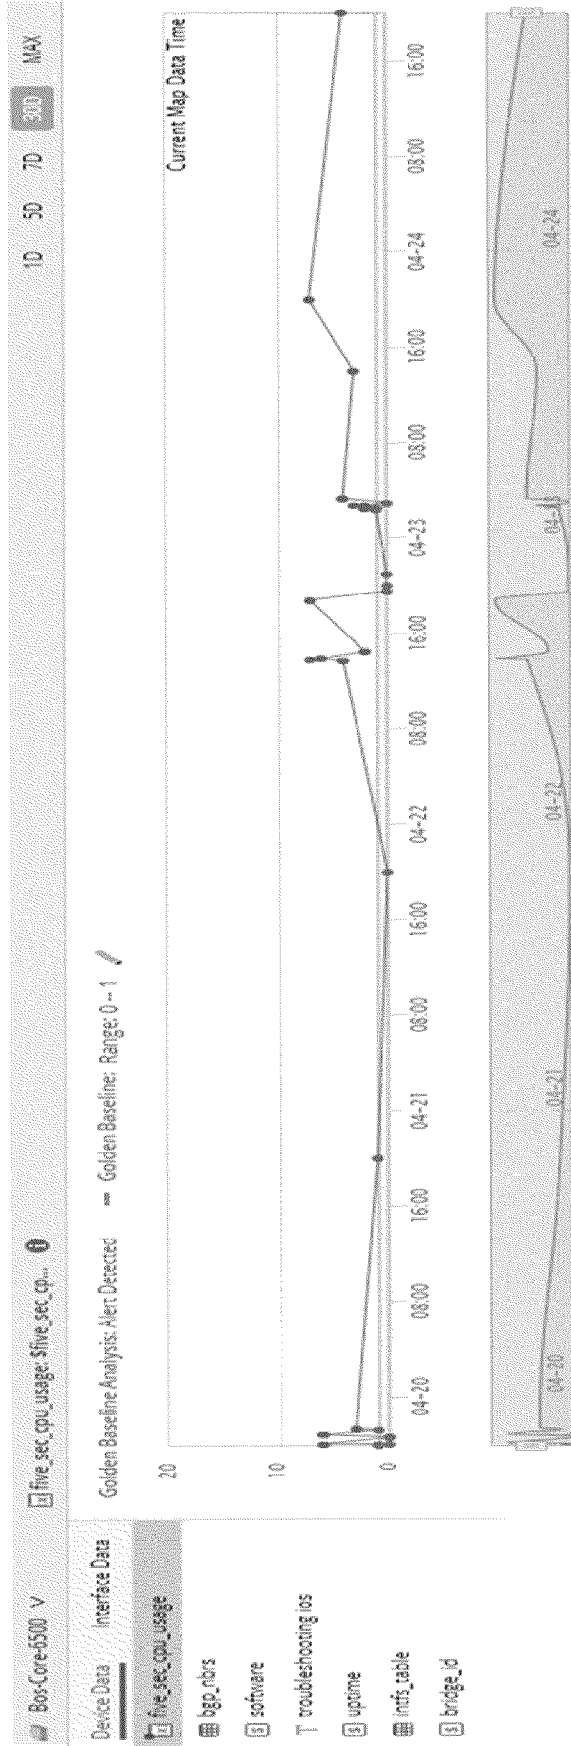 Bos-Core-6500
five_sec_cpu_usage: $five_sec_cp...
1D 5D 7D 30D MAX
Device Data Interface Data
five_sec_cpu_usage
bgp_nbrs
software
troubleshooting ios
uptime
intfs_table
bridge_id
Golden Baseline Analysis: Alert Detected
Golden Baseline: Range: 0 -- 1
Current Map Data Time
20
10
0
04-20 08:00 16:00 04-21 08:00 16:00 04-22 08:00 16:00 04-23 08:00 16:00 04-24 08:00 16:00
04-20 04-21 04-22 04-23 04-24